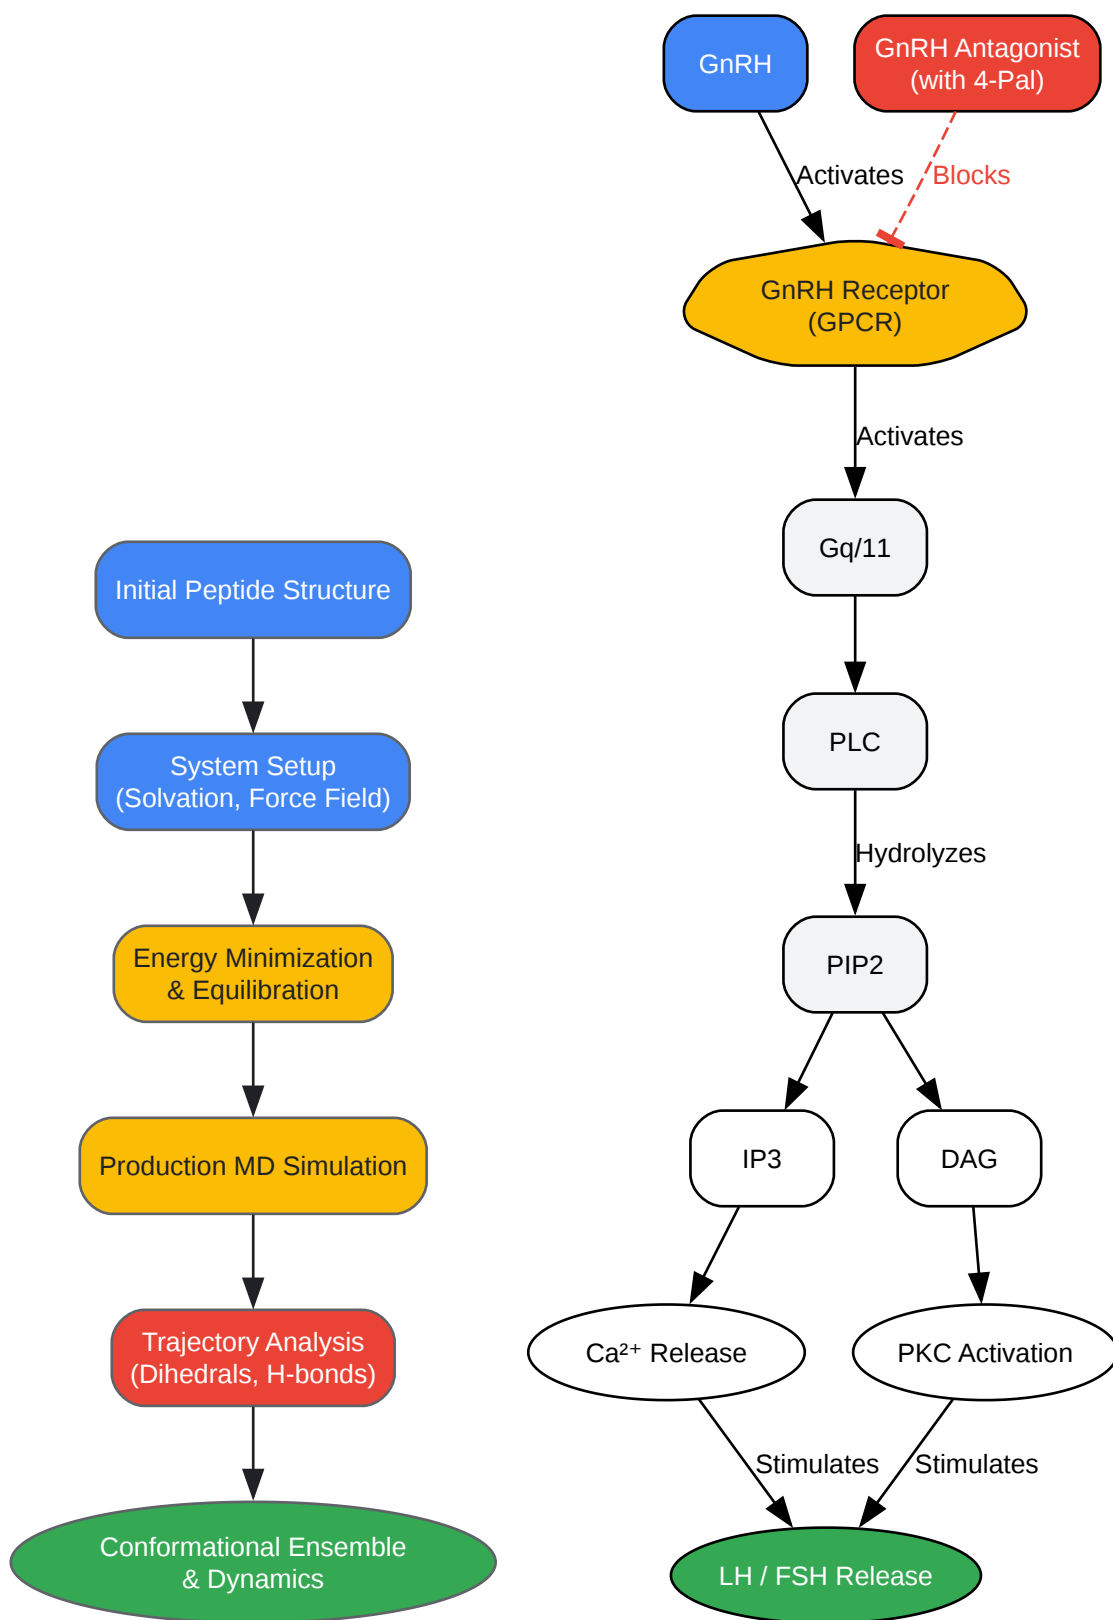 GnRH
GnRH Antagonist
(with 4-Pal)
Activates
Blocks
GnRH Receptor
(GPCR)
Activates
Gq/11
PLC
Hydrolyzes
PIP2
IP3
DAG
Ca²⁺ Release
PKC Activation
Stimulates
Stimulates
LH / FSH Release
Initial Peptide Structure
System Setup
(Solvation, Force Field)
Energy Minimization
& Equilibration
Production MD Simulation
Trajectory Analysis
(Dihedrals, H-bonds)
Conformational Ensemble
& Dynamics